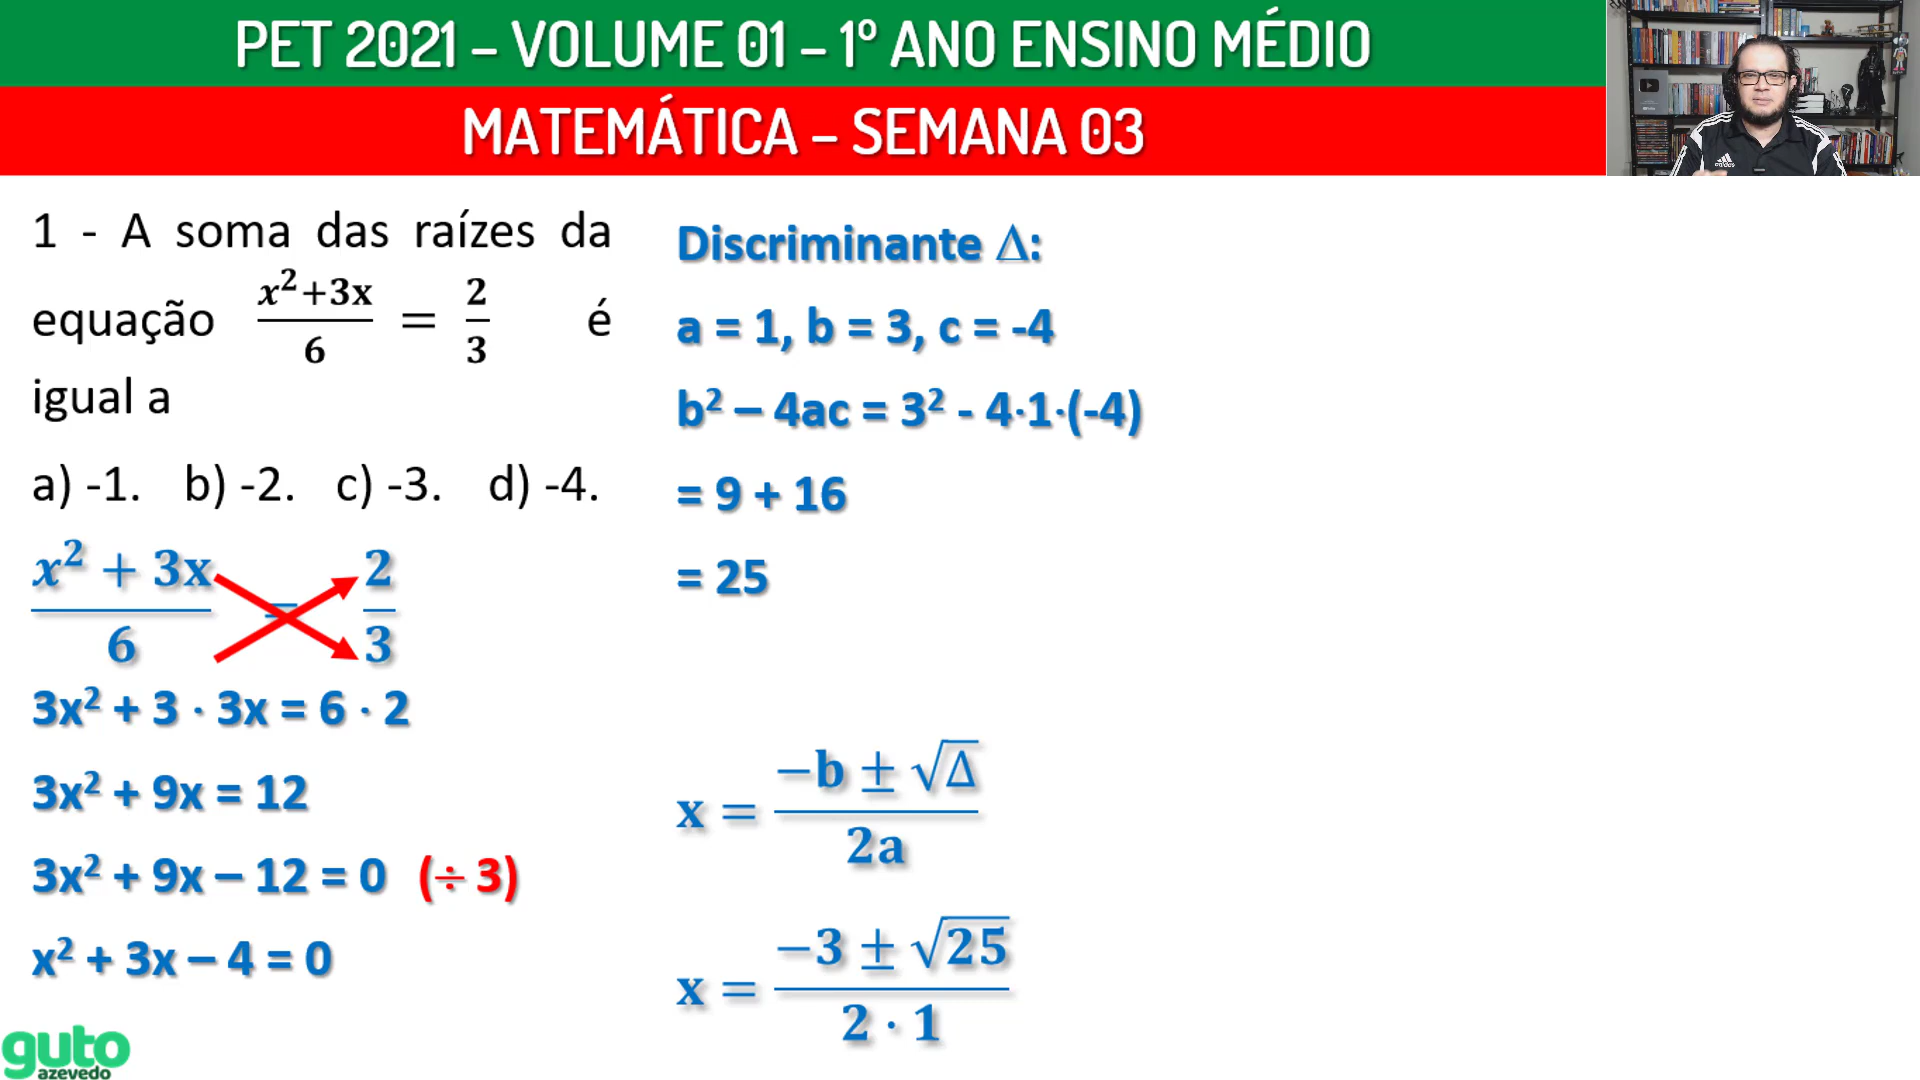 PET 2021 – VOLUME 01 – 1º ANO ENSINO MÉDIO
MATEMÁTICA – SEMANA 03
1 - A soma das raízes da
equação (x²+3x)/6 = 2/3 é
igual a
a) -1. b) -2. c) -3. d) -4.
(x² + 3x)/6 = 2/3
3x² + 3 · 3x = 6 · 2
3x² + 9x = 12
3x² + 9x – 12 = 0 (÷ 3)
x² + 3x – 4 = 0
Discriminante Δ:
a = 1, b = 3, c = -4
b² – 4ac = 3² - 4·1·(-4)
= 9 + 16
= 25
x = (−b ± √Δ)/2a
x = (−3 ± √25)/(2 · 1)
guto
azevedo